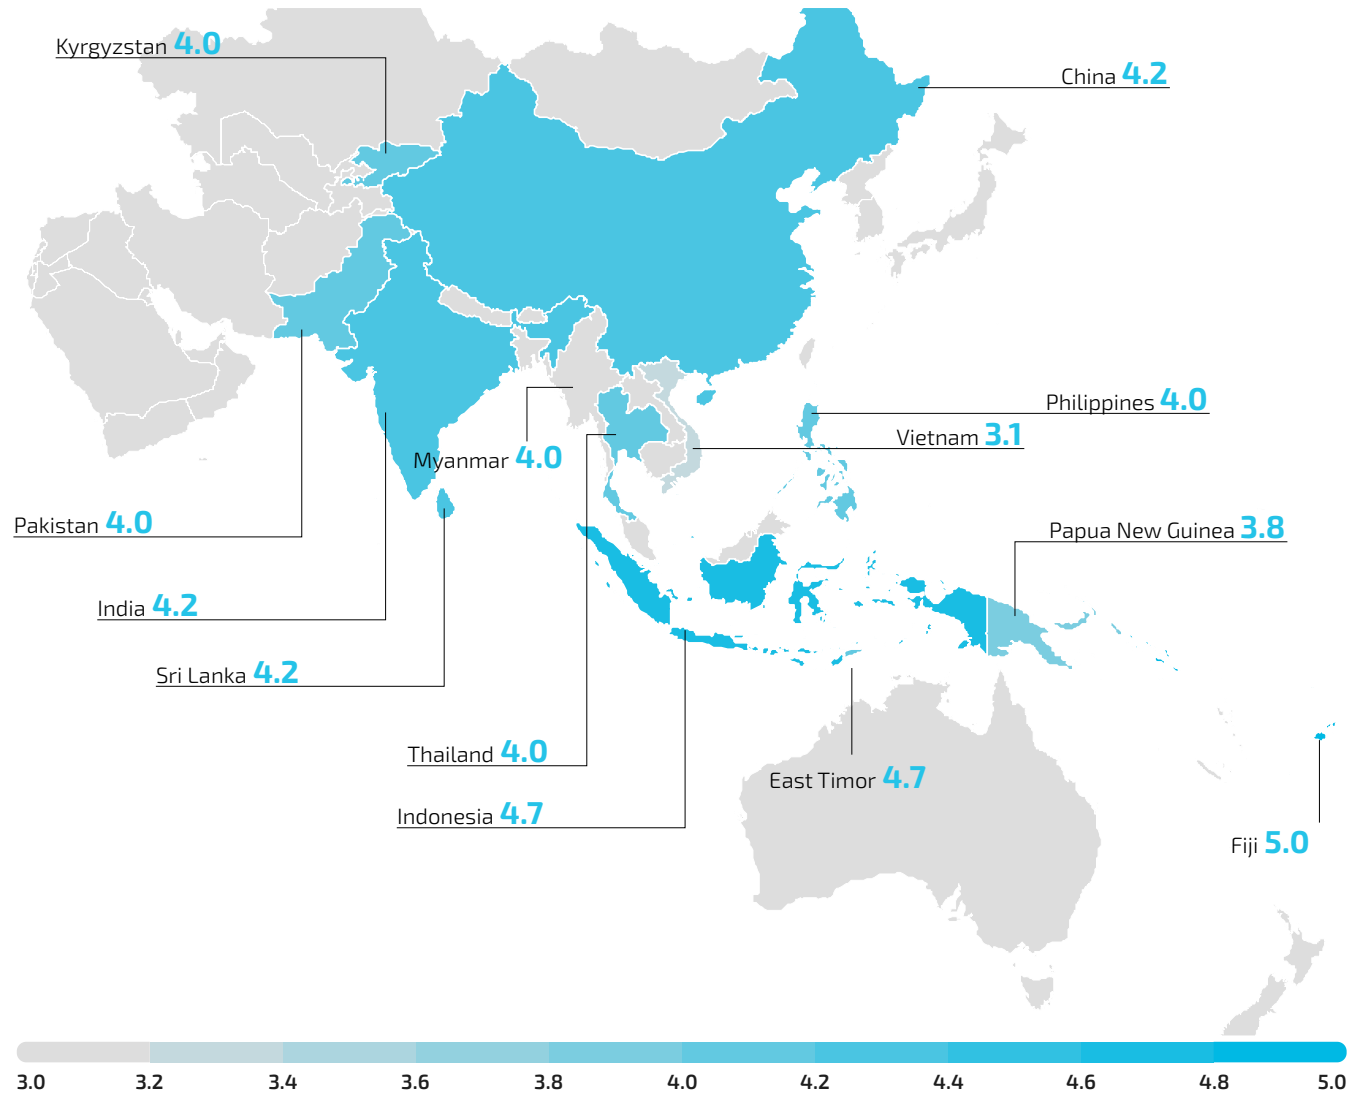 Kyrgyzstan 4.0
China 4.2
Philippines 4.0
Vietnam 3.1
Myanmar 4.0
Pakistan 4.0
Papua New Guinea 3.8
India 4.2
Sri Lanka 4.2
Thailand 4.0
East Timor 4.7
Indonesia 4.7
Fiji 5.0
3.0 3.2 3.4 3.6 3.8 4.0 4.2 4.4 4.6 4.8 5.0